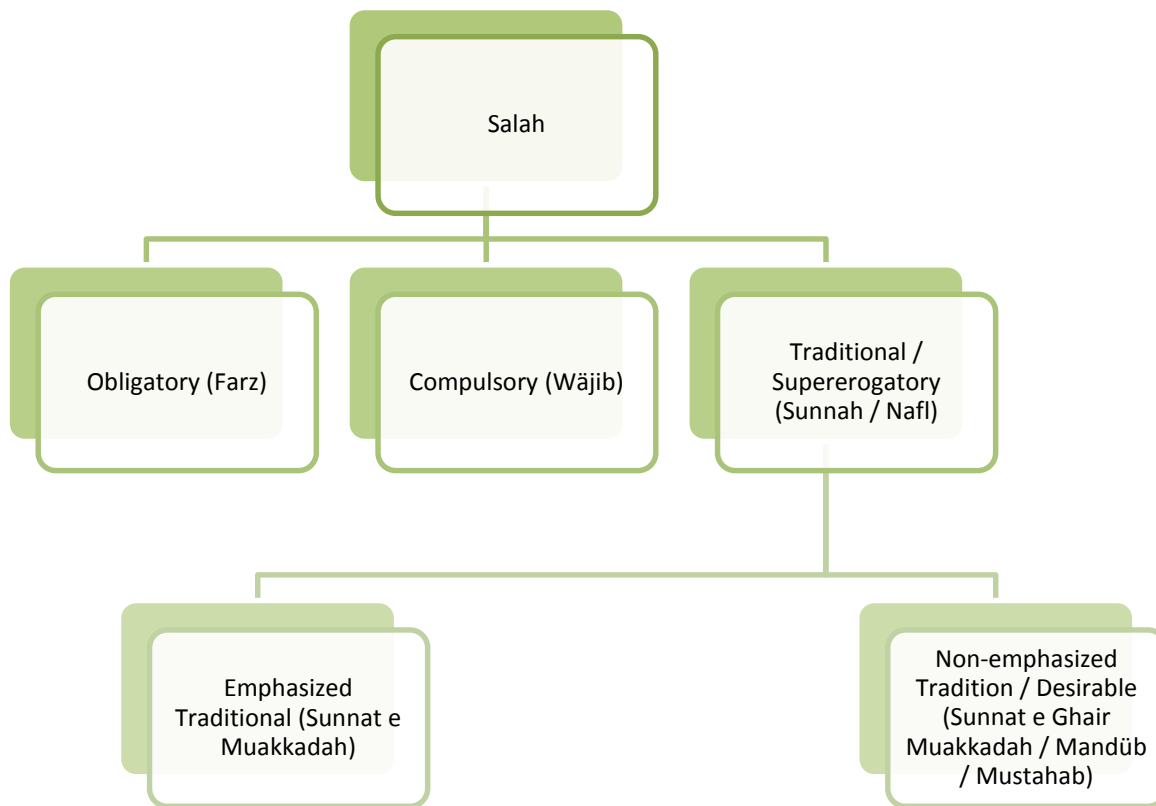 Salah
Obligatory (Farz)
Compulsory (Wäjib)
Traditional /
Supererogatory
(Sunnah / Nafl)
Emphasized
Traditional (Sunnat e
Muakkadah)
Non-emphasized
Tradition / Desirable
(Sunnat e Ghair
Muakkadah / Mandüb
/ Mustahab)